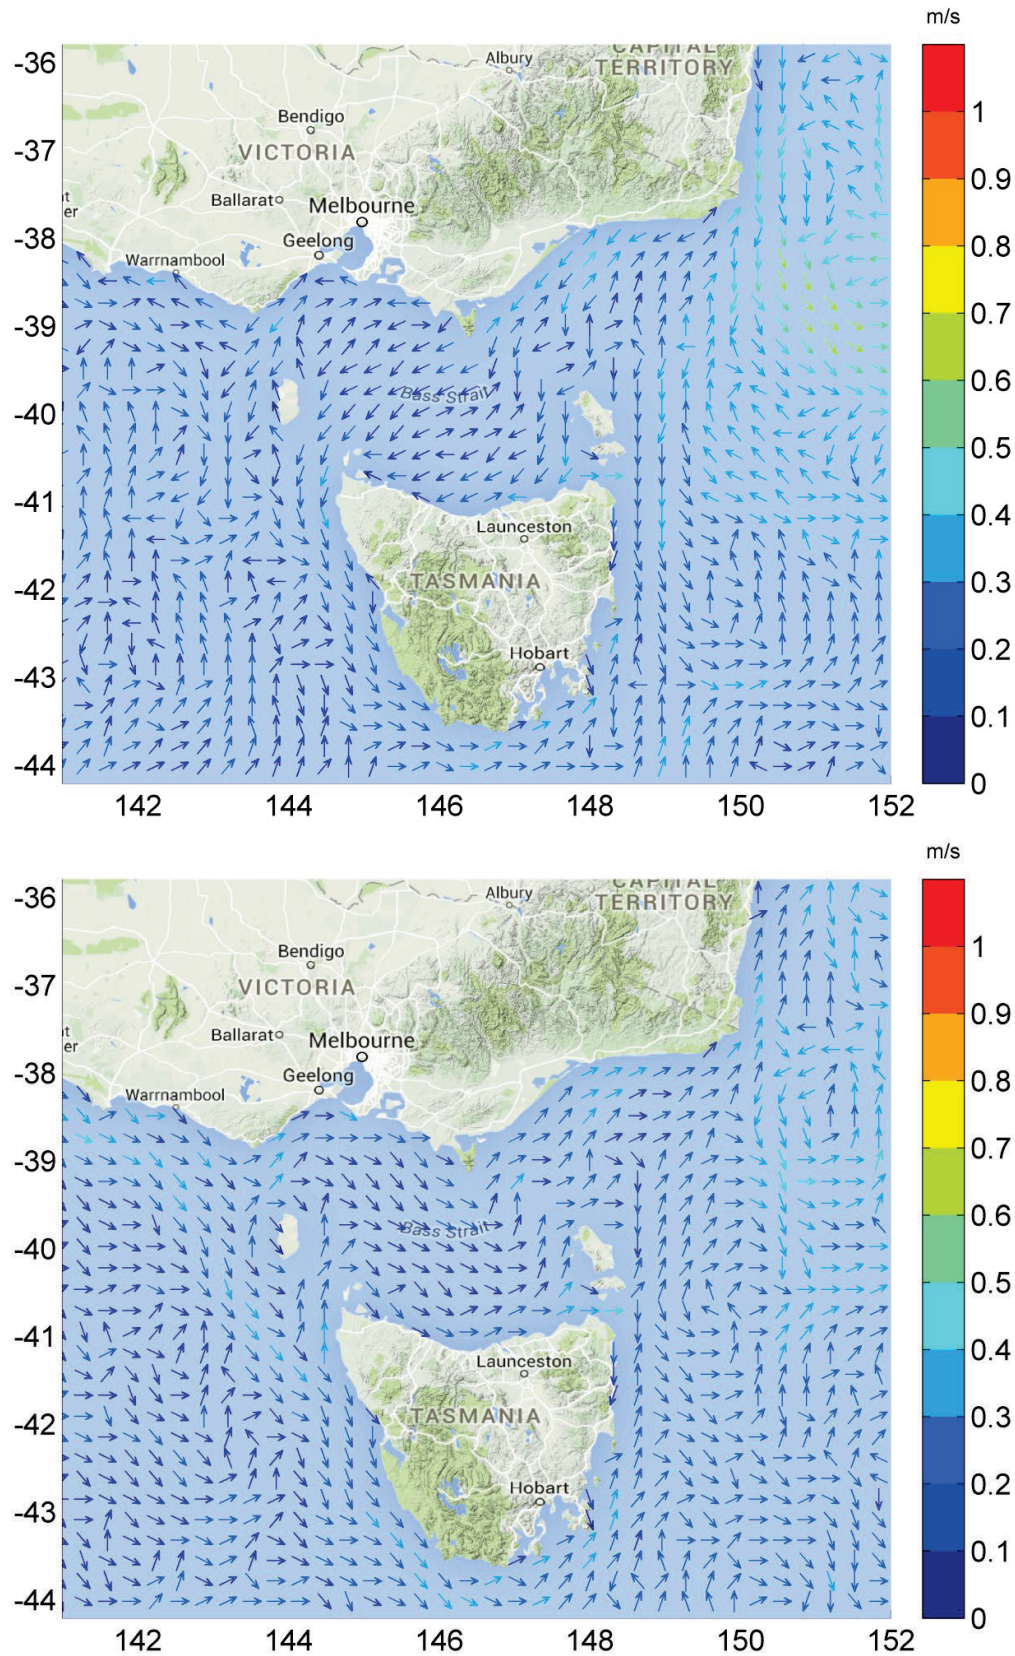 m/s
-36
-37
-38
-39
-40
-41
-42
-43
-44
142
144
146
148
150
152
1
0.9
0.8
0.7
0.6
0.5
0.4
0.3
0.2
0.1
0
CAPITAL
TERRITORY
Albury
Bendigo
VICTORIA
Ballarat
Melbourne
Geelong
Warrnambool
er
Bass Strait
Launceston
TASMANIA
Hobart
m/s
-36
-37
-38
-39
-40
-41
-42
-43
-44
142
144
146
148
150
152
1
0.9
0.8
0.7
0.6
0.5
0.4
0.3
0.2
0.1
0
CAPITAL
TERRITORY
Albury
Bendigo
VICTORIA
Ballarat
Melbourne
Geelong
Warrnambool
er
Bass Strait
Launceston
TASMANIA
Hobart